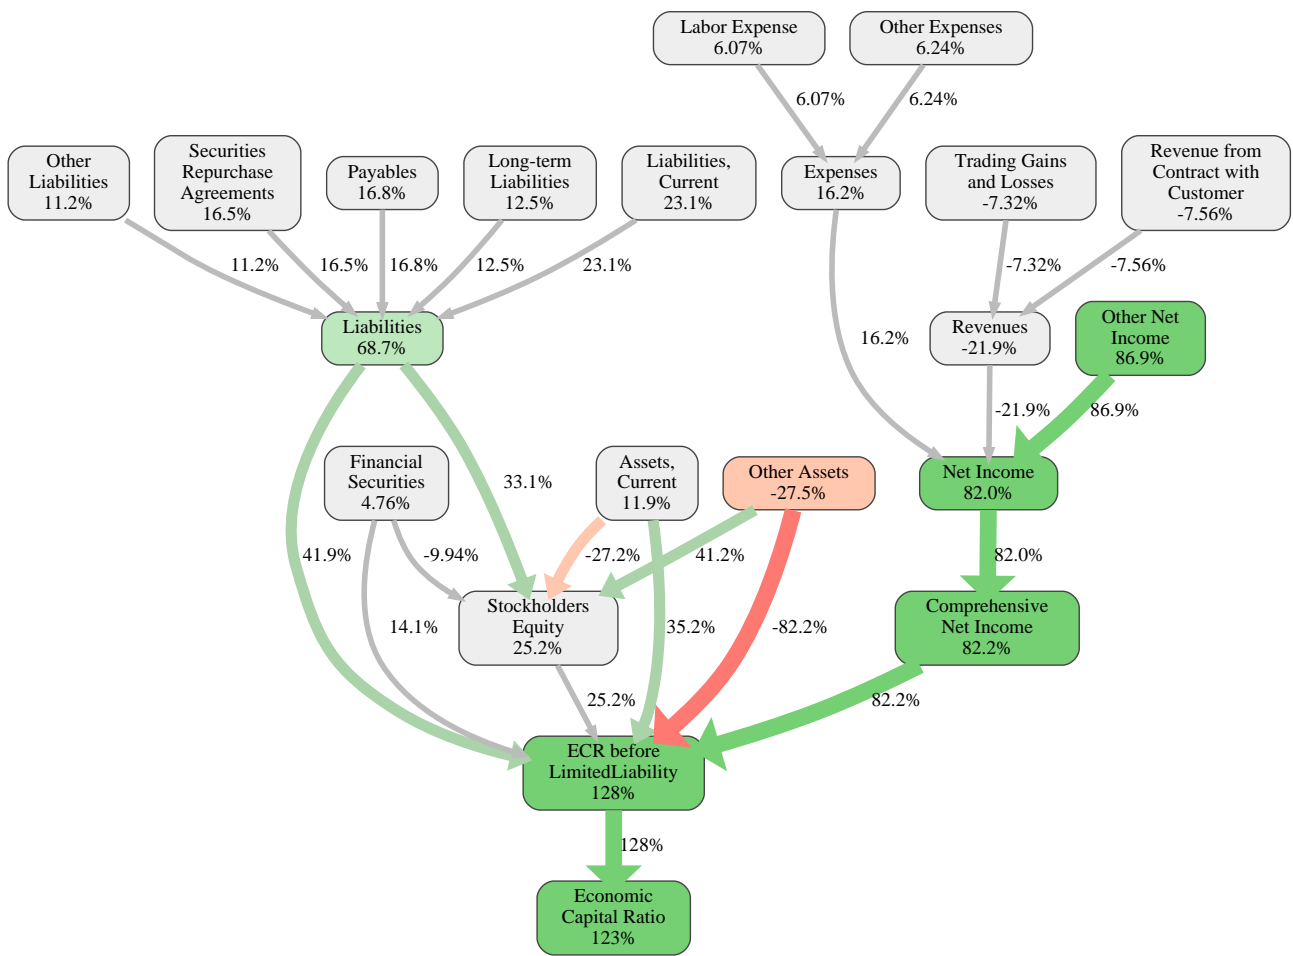 Labor Expense
6.07%
Other Expenses
6.24%
6.07%
6.24%
Other
Liabilities
11.2%
Securities
Repurchase
Agreements
16.5%
Payables
16.8%
Long-term
Liabilities
12.5%
Liabilities,
Current
23.1%
Expenses
16.2%
Trading Gains
and Losses
-7.32%
Revenue from
Contract with
Customer
-7.56%
11.2%
16.5%
16.8%
12.5%
23.1%
-7.32%
-7.56%
Liabilities
68.7%
16.2%
Revenues
-21.9%
Other Net
Income
86.9%
-21.9%
86.9%
Financial
Securities
4.76%
33.1%
Assets,
Current
11.9%
Other Assets
-27.5%
Net Income
82.0%
41.9%
-9.94%
-27.2%
41.2%
82.0%
14.1%
Stockholders
Equity
25.2%
35.2%
-82.2%
Comprehensive
Net Income
82.2%
25.2%
82.2%
ECR before
LimitedLiability
128%
128%
Economic
Capital Ratio
123%